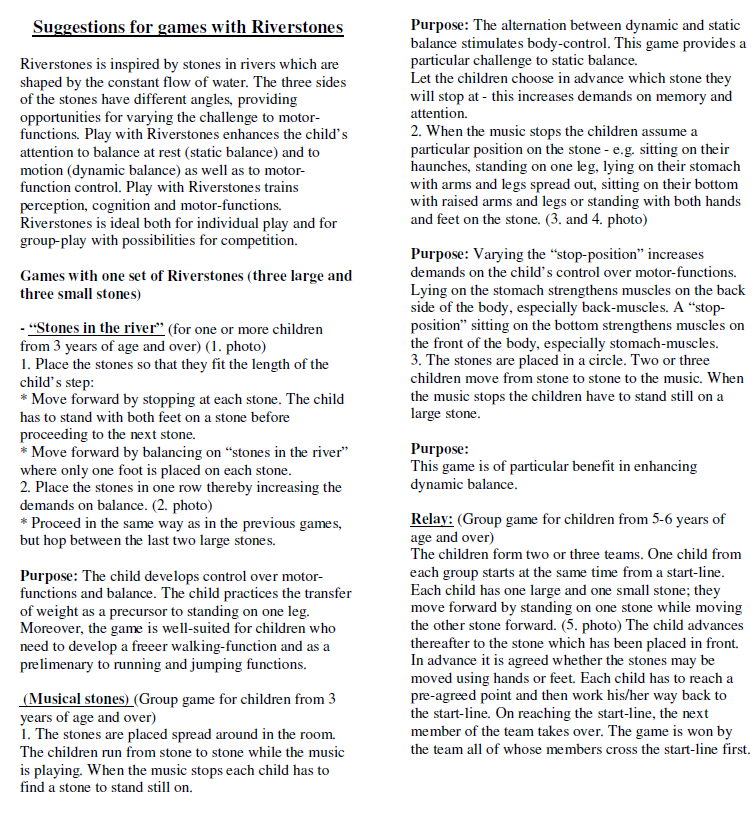 Suggestions for games with Riverstones
Riverstones is inspired by stones in rivers which are
shaped by the constant flow of water. The three sides
of the stones have different angles, providing
opportunities for varying the challenge to motor-
functions. Play with Riverstones enhances the child's
attention to balance at rest (static balance) and to
motion (dynamic balance) as well as to motor-
function control. Play with Riverstones trains
perception, cognition and motor-functions.
Riverstones is ideal both for individual play and for
group-play with possibilities for competition.
Games with one set of Riverstones (three large and
three small stones)
- “Stones in the river” (for one or more children
from 3 years of age and over) (1. photo)
1. Place the stones so that they fit the length of the
child's step:
* Move forward by stopping at each stone. The child
has to stand with both feet on a stone before
proceeding to the next stone.
* Move forward by balancing on “stones in the river”
where only one foot is placed on each stone.
2. Place the stones in one row thereby increasing the
demands on balance. (2. photo)
* Proceed in the same way as in the previous games,
but hop between the last two large stones.
Purpose: The child develops control over motor-
functions and balance. The child practices the transfer
of weight as a precursor to standing on one leg.
Moreover, the game is well-suited for children who
need to develop a freeer walking-function and as a
prelimenary to running and jumping functions.
(Musical stones) (Group game for children from 3
years of age and over)
1. The stones are placed spread around in the room.
The children run from stone to stone while the music
is playing. When the music stops each child has to
find a stone to stand still on.
Purpose: The alternation between dynamic and static
balance stimulates body-control. This game provides a
particular challenge to static balance.
Let the children choose in advance which stone they
will stop at - this increases demands on memory and
attention.
2. When the music stops the children assume a
particular position on the stone - e.g. sitting on their
haunches, standing on one leg, lying on their stomach
with arms and legs spread out, sitting on their bottom
with raised arms and legs or standing with both hands
and feet on the stone. (3. and 4. photo)
Purpose: Varying the “stop-position” increases
demands on the child's control over motor-functions.
Lying on the stomach strengthens muscles on the back
side of the body, especially back-muscles. A “stop-
position” sitting on the bottom strengthens muscles on
the front of the body, especially stomach-muscles.
3. The stones are placed in a circle. Two or three
children move from stone to stone to the music. When
the music stops the children have to stand still on a
large stone.
Purpose:
This game is of particular benefit in enhancing
dynamic balance.
Relay: (Group game for children from 5-6 years of
age and over)
The children form two or three teams. One child from
each group starts at the same time from a start-line.
Each child has one large and one small stone; they
move forward by standing on one stone while moving
the other stone forward. (5. photo) The child advances
thereafter to the stone which has been placed in front.
In advance it is agreed whether the stones may be
moved using hands or feet. Each child has to reach a
pre-agreed point and then work his/her way back to
the start-line. On reaching the start-line, the next
member of the team takes over. The game is won by
the team all of whose members cross the start-line first.